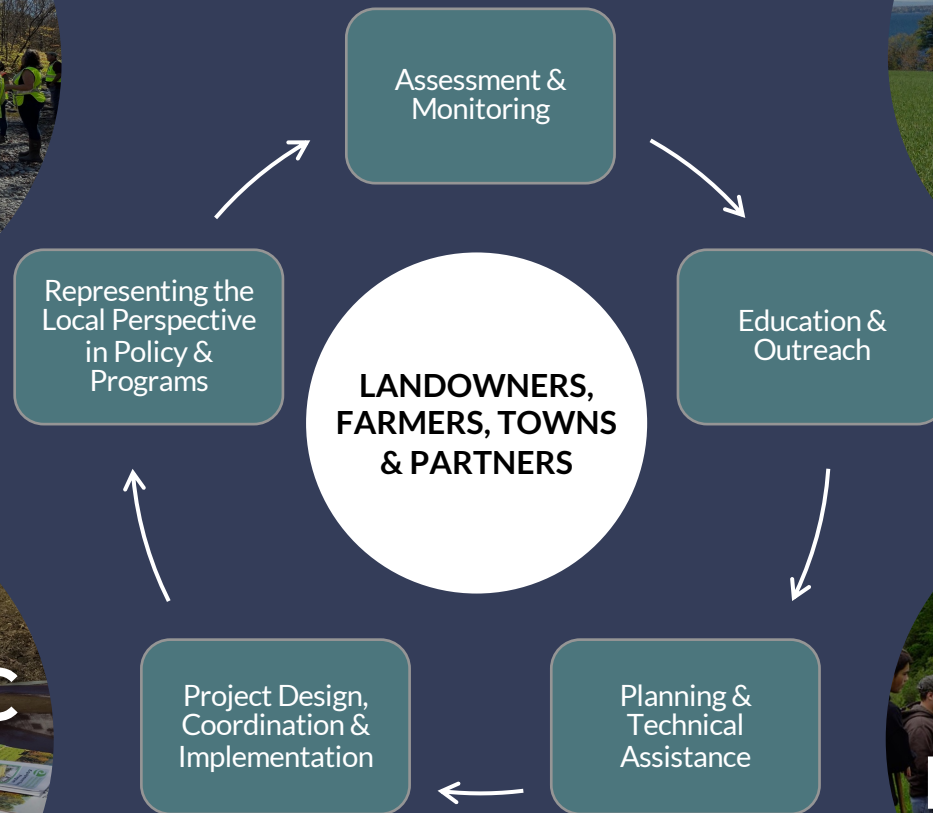 Assessment &
Monitoring
Education &
Outreach
Planning &
Technical
Assistance
Project Design,
Coordination &
Implementation
Representing the
Local Perspective
in Policy &
Programs
LANDOWNERS,
FARMERS, TOWNS
& PARTNERS
C